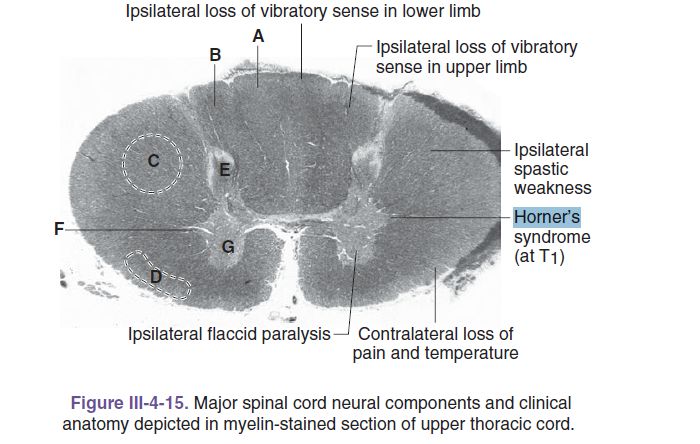 Ipsilateral loss of vibratory sense in lower limb
A
B
Ipsilateral loss of vibratory
sense in upper limb
C
E
Ipsilateral
spastic
weakness
F
Horner's
syndrome
(at T1)
G
D
Ipsilateral flaccid paralysis
Contralateral loss of
pain and temperature
Figure III-4-15. Major spinal cord neural components and clinical
anatomy depicted in myelin-stained section of upper thoracic cord.